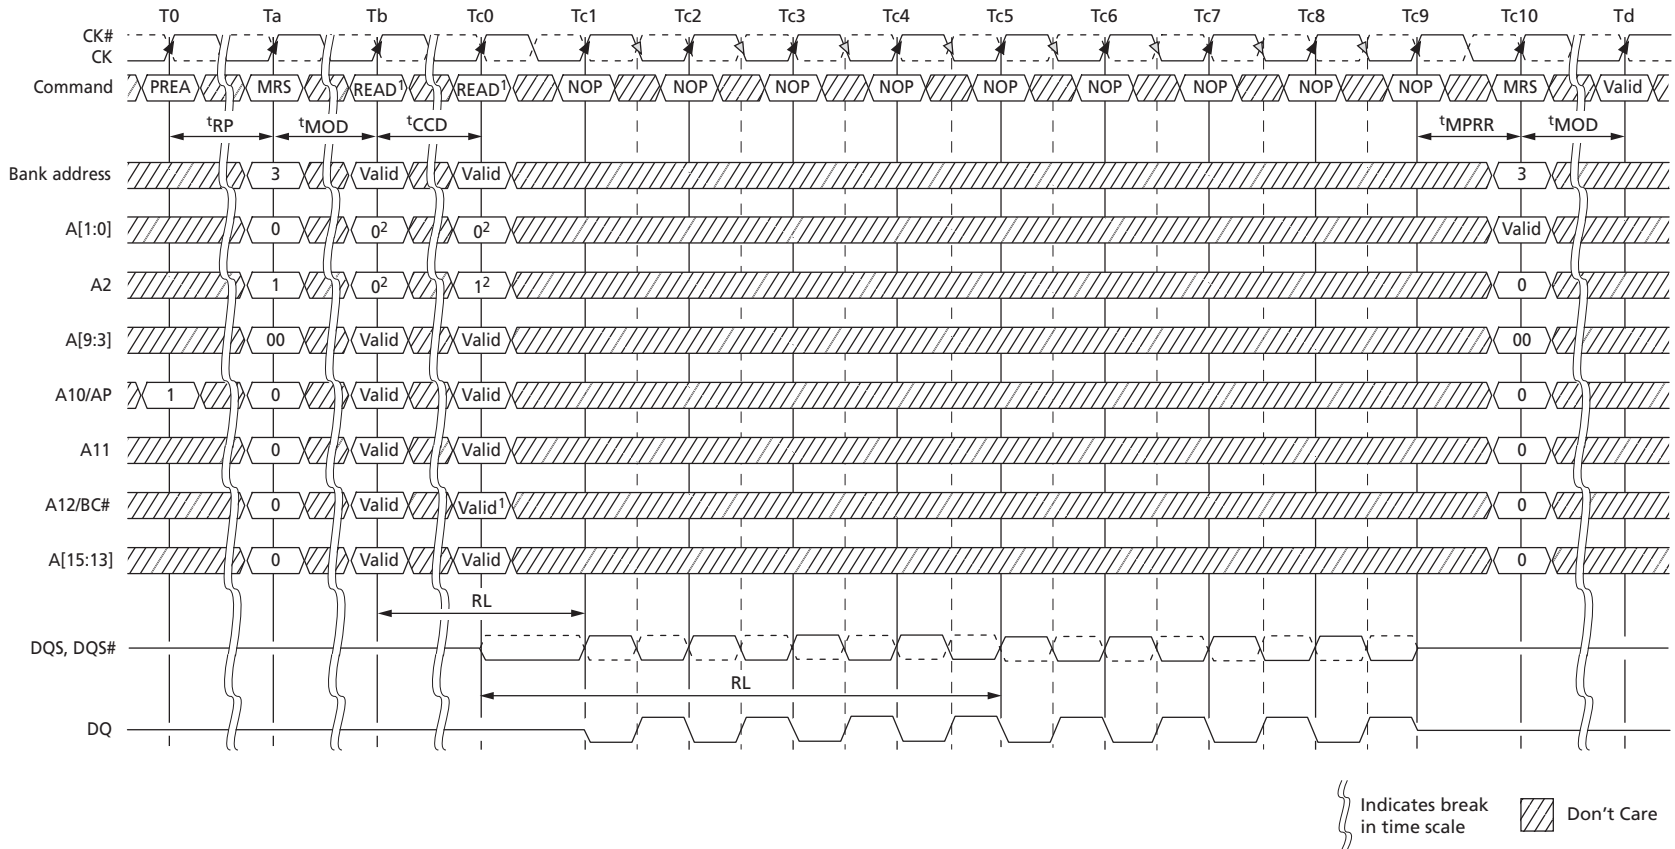 T0 Ta Tb Tc0 Tc1 Tc2 Tc3 Tc4 Tc5 Tc6 Tc7 Tc8 Tc9 Tc10 Td
CK#
CK
Command PREA MRS READ1 READ1 NOP NOP NOP NOP NOP NOP NOP NOP NOP MRS Valid
tRP tMOD tCCD tMPRR tMOD
Bank address 3 Valid Valid 3
A[1:0] 0 02 02 Valid
A2 1 02 12 0
A[9:3] 00 Valid Valid 00
A10/AP 1 0 Valid Valid 0
A11 0 Valid Valid 0
A12/BC# 0 Valid Valid1 0
A[15:13] 0 Valid Valid 0
RL
DQS, DQS#
RL
DQ
Indicates break
in time scale
Don't Care